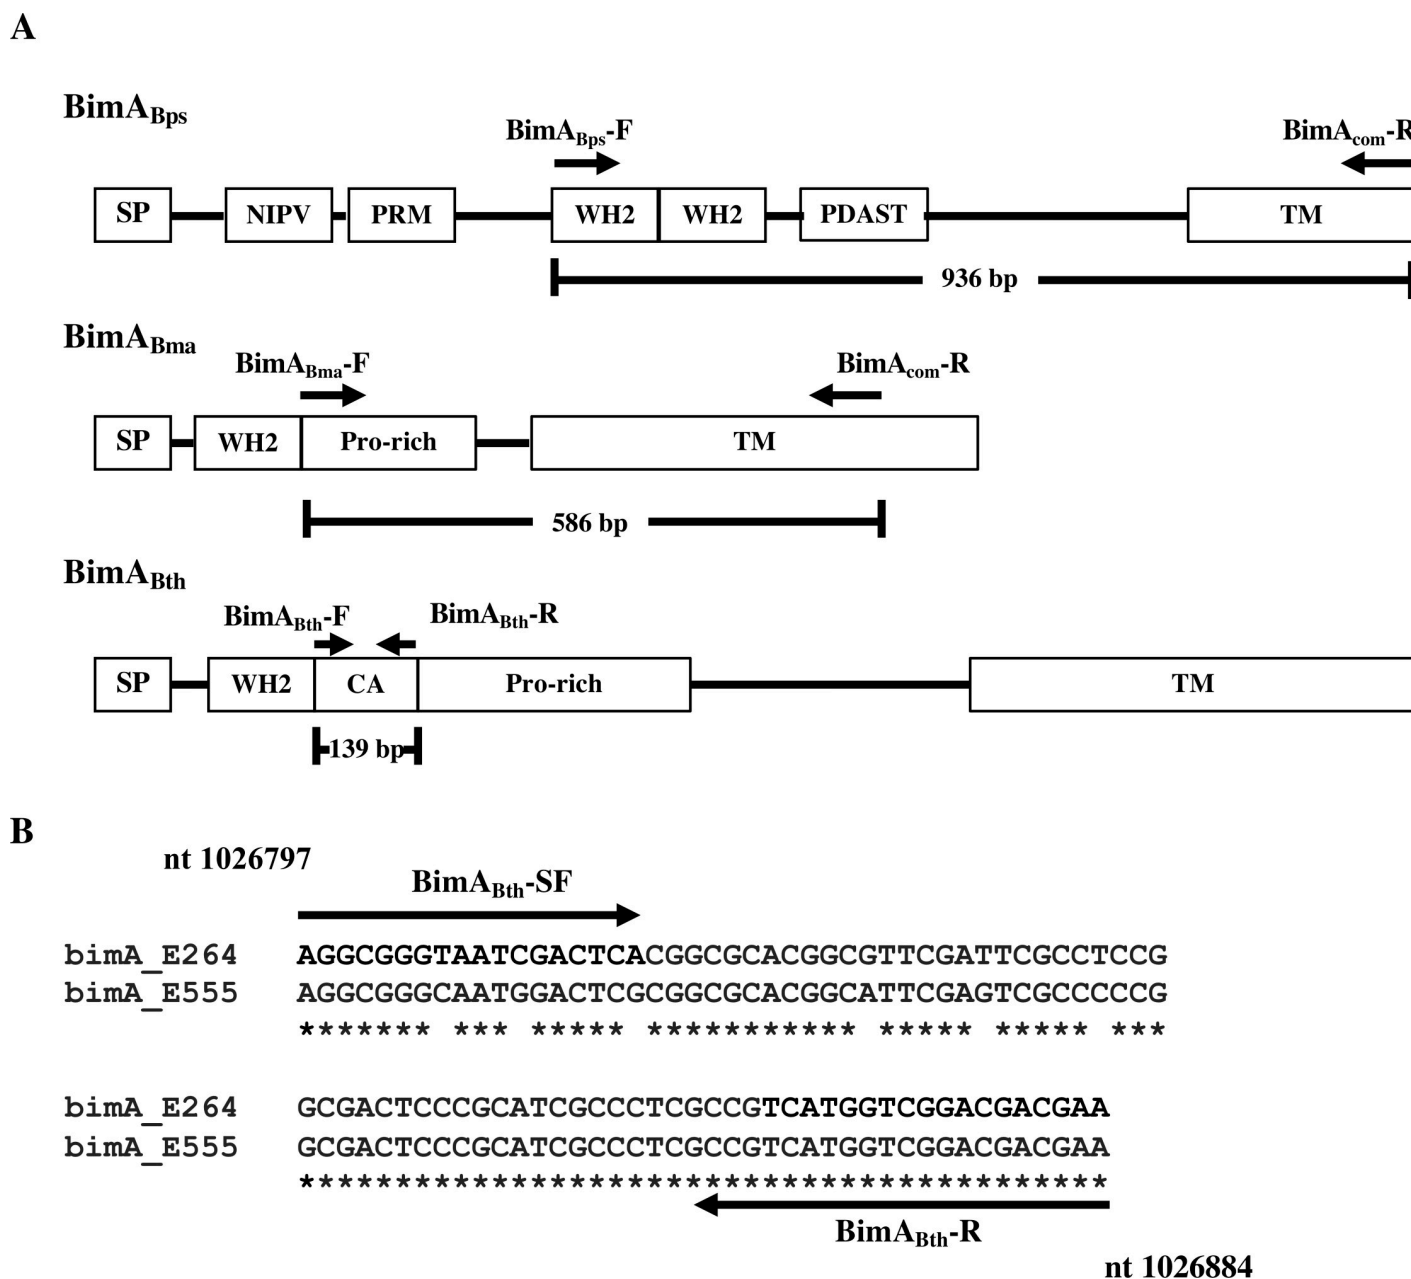 A
BimABps
BimABps-F BimAcom-R
SP NIPV PRM WH2 WH2 PDAST TM
936 bp
BimABma
BimABma-F BimAcom-R
SP WH2 Pro-rich TM
586 bp
BimABth
BimABth-F BimABth-R
SP WH2 CA Pro-rich TM
139 bp
B
nt 1026797
BimABth-SF
bimA_E264 AGGCGGGTAATCGACTCACGGCGCACGGCGTTCGATTCGCCTCCG
bimA_E555 AGGCGGGCAATGGACTCGCGGCGCACGGCATTCGAGTCGCCCCCG
******* *** ***** *********** ***** ***** ***
bimA_E264 GCGACTCCCGCATCGCCCTCGCCGTCATGGTCGGACGACGAA
bimA_E555 GCGACTCCCGCATCGCCCTCGCCGTCATGGTCGGACGACGAA
******************************************
BimABth-R
nt 1026884